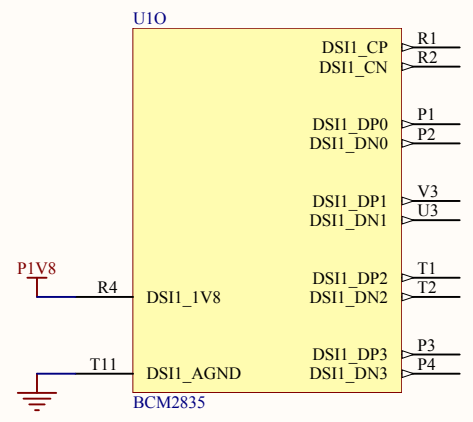 U1O
DSI1_CP R1
DSI1_CN R2
DSI1_DP0 P1
DSI1_DN0 P2
DSI1_DP1 V3
DSI1_DN1 U3
P1V8
DSI1_DP2 T1
R4 DSI1_1V8 DSI1_DN2 T2
DSI1_DP3 P3
T11 DSI1_AGND DSI1_DN3 P4
BCM2835